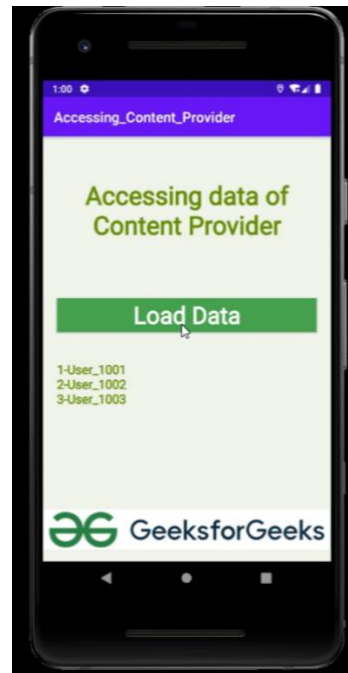 1:00
Accessing_Content_Provider
Accessing data of
Content Provider
Load Data
1-User_1001
2-User_1002
3-User_1003
GeeksforGeeks